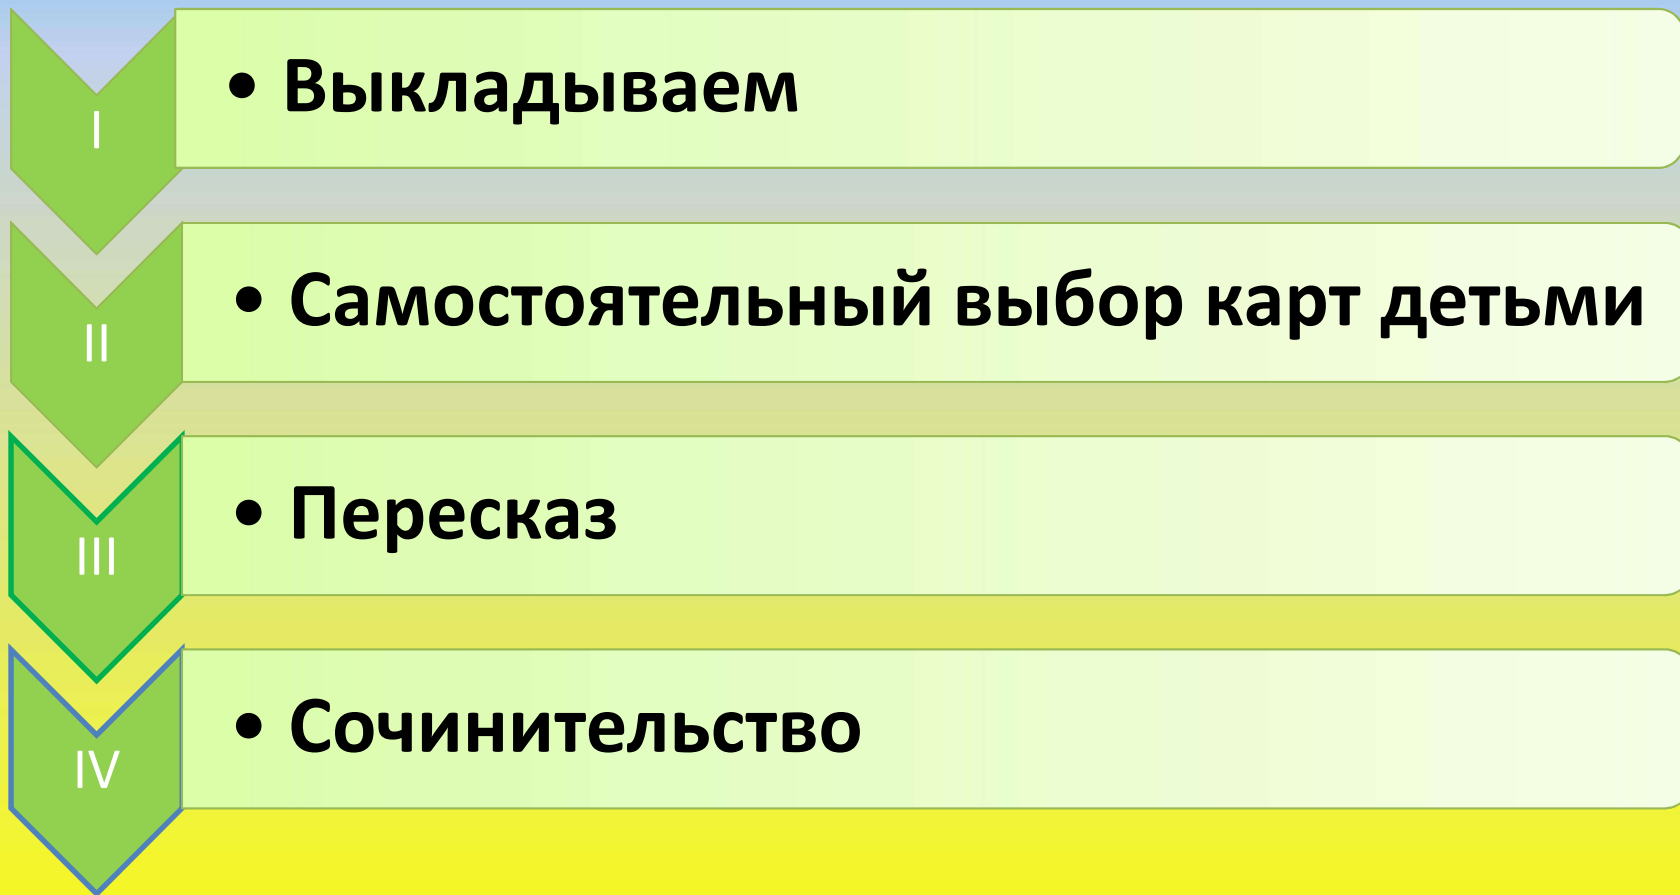 I
• Выкладываем
II
• Самостоятельный выбор карт детьми
III
• Пересказ
IV
• Сочинительство